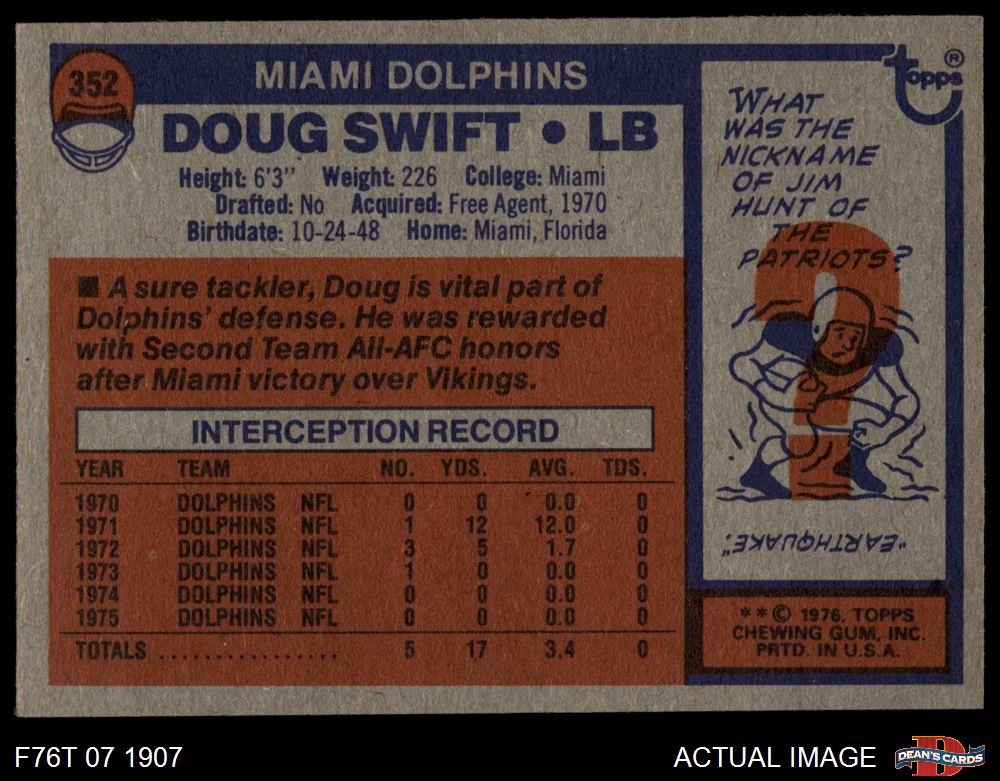 352
MIAMI DOLPHINS
DOUG SWIFT • LB
Height: 6'3" Weight: 226 College: Miami
Drafted: No Acquired: Free Agent, 1970
Birthdate: 10-24-48 Home: Miami, Florida
■ A sure tackler, Doug is vital part of
Dolphins' defense. He was rewarded
with Second Team All-AFC honors
after Miami victory over Vikings.
INTERCEPTION RECORD
YEAR TEAM NO. YDS. AVG. TDS.
1970 DOLPHINS NFL 0 0 0.0 0
1971 DOLPHINS NFL 1 12 12.0 0
1972 DOLPHINS NFL 3 5 1.7 0
1973 DOLPHINS NFL 1 0 0.0 0
1974 DOLPHINS NFL 0 0 0.0 0
1975 DOLPHINS NFL 0 0 0.0 0
TOTALS ................. 5 17 3.4 0
topps ®
WHAT
WAS THE
NICKNAME
OF JIM
HUNT OF
THE
PATRIOTS?
"EARTHQUAKE."
** © 1976, TOPPS
CHEWING GUM, INC.
PRTD. IN U.S.A.
F76T 07 1907
ACTUAL IMAGE
D
DEAN'S CARDS